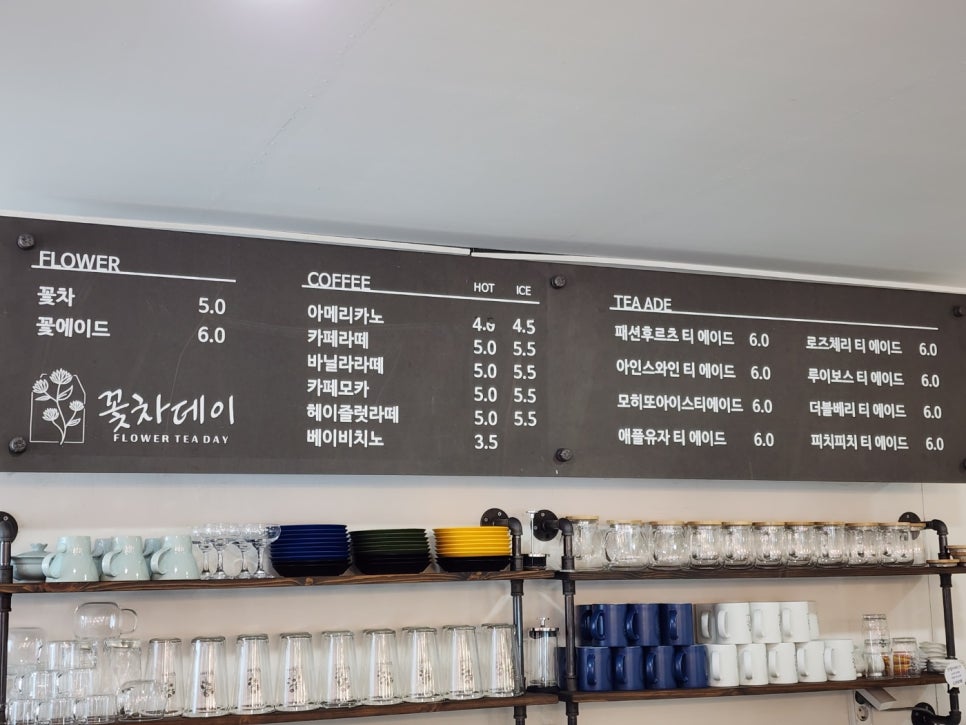 FLOWER
꽃차 5.0
꽃에이드 6.0
꽃차데이
FLOWER TEA DAY
COFFEE HOT ICE
아메리카노 4.0 4.5
카페라떼 5.0 5.5
바닐라라떼 5.0 5.5
카페모카 5.0 5.5
헤이즐럿라떼 5.0 5.5
베이비치노 3.5
TEA ADE
패션후르츠 티 에이드 6.0
아인스와인 티 에이드 6.0
모히또아이스티에이드 6.0
애플유자 티 에이드 6.0
로즈체리 티 에이드 6.0
루이보스 티 에이드 6.0
더블베리 티 에이드 6.0
피치피치 티 에이드 6.0